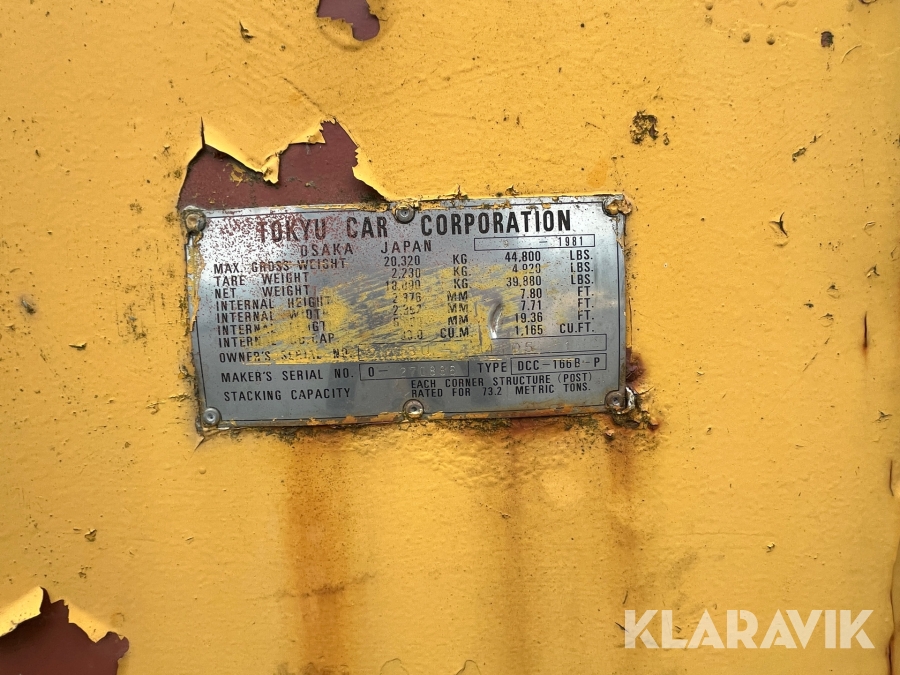 TOKYU CAR CORPORATION
OSAKA JAPAN - 1981
MAX. GROSS WEIGHT 20,320 KG 44,800 LBS.
TARE WEIGHT 2,230 KG 4,920 LBS.
NET WEIGHT KG 39,880 LBS.
INTERNAL HEIGHT MM 7.80 FT.
INTERNAL MM 7.71 FT.
MM 19.36 FT.
CU.M 1,165 CU.FT.
OWNER'S SERIAL NO.
MAKER'S SERIAL NO. TYPE DCC-166B-P
STACKING CAPACITY EACH CORNER STRUCTURE (POST)
RATED FOR 73.2 METRIC TONS.
KLARAVIK